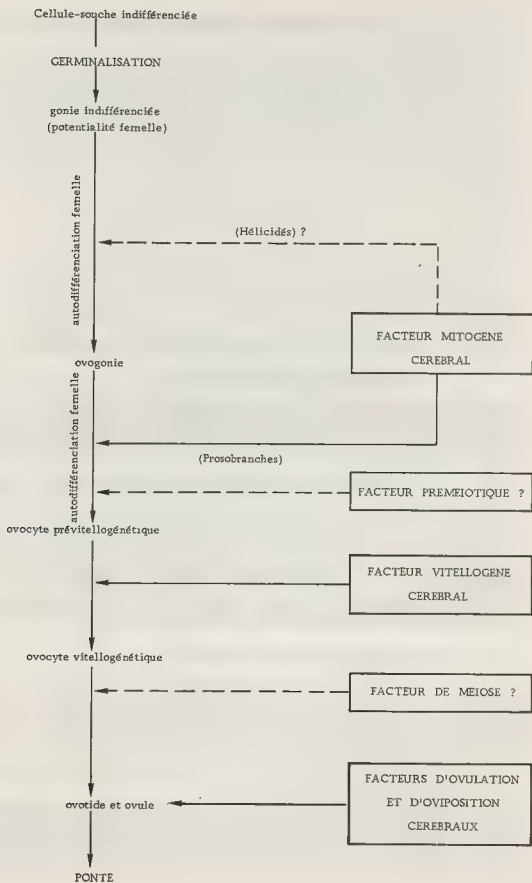 Cellule-souche indifférenciée
GERMINALISATION
gonie indifférenciée
(potentialité femelle)
autodifférenciation femelle
(Hélicidés) ?
FACTEUR MITOGENE
CEREBRAL
ovogonie
autodifférenciation femelle
(Prosobranches)
FACTEUR PREMEIOTIQUE ?
ovocyte prévitellogénétique
FACTEUR VITELLOGENE
CEREBRAL
ovocyte vitellogénétique
FACTEUR DE MEIOSE ?
FACTEURS D'OVULATION
ET D'OVIPOSITION
CEREBRAUX
ovotide et ovule
PONTE